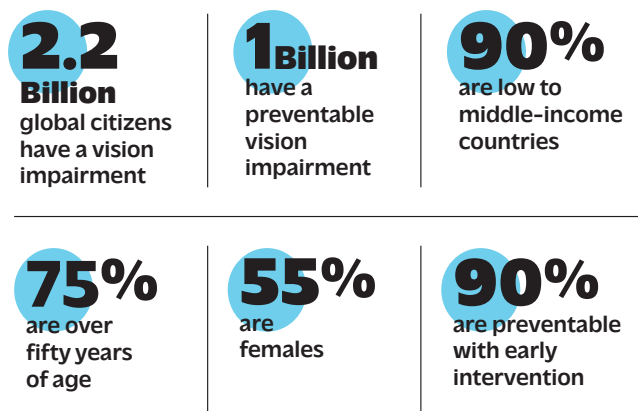 2.2
Billion
global citizens
have a vision
impairment
1Billion
have a
preventable
vision
impairment
90%
are low to
middle-income
countries
75%
are over
fifty years
of age
55%
are
females
90%
are preventable
with early
intervention